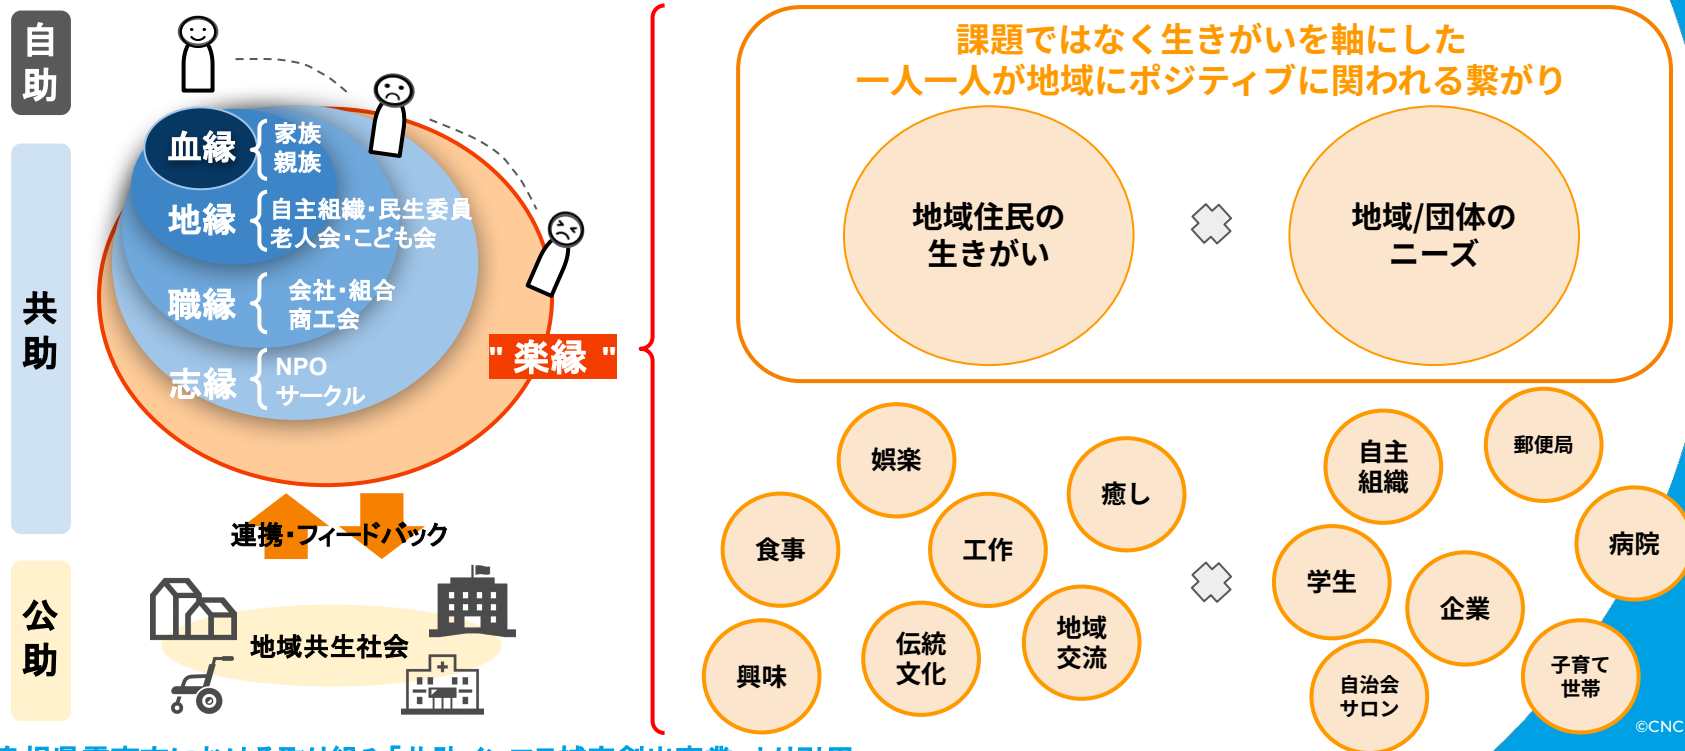 自
助
共
助
公
助
血縁
家族
親族
地縁
自主組織・民生委員
老人会・こども会
職縁
会社・組合
商工会
志縁
NPO
サークル
" 楽縁 "
連携・フィードバック
地域共生社会
課題ではなく生きがいを軸にした
一人一人が地域にポジティブに関われる繋がり
地域住民の
生きがい
地域/団体の
ニーズ
娯楽
癒し
食事
工作
興味
伝統
文化
地域
交流
自主
組織
郵便局
病院
学生
企業
自治会
サロン
子育て
世帯
©CNC